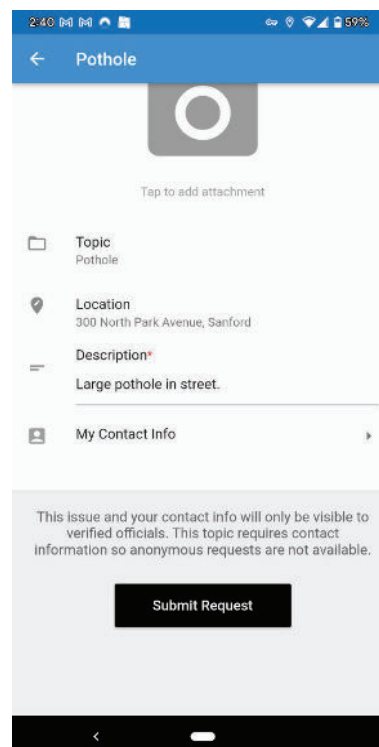 2:40
59%
Pothole
Tap to add attachment
Topic
Pothole
Location
300 North Park Avenue, Sanford
Description*
Large pothole in street.
My Contact Info
This issue and your contact info will only be visible to
verified officials. This topic requires contact
information so anonymous requests are not available.
Submit Request